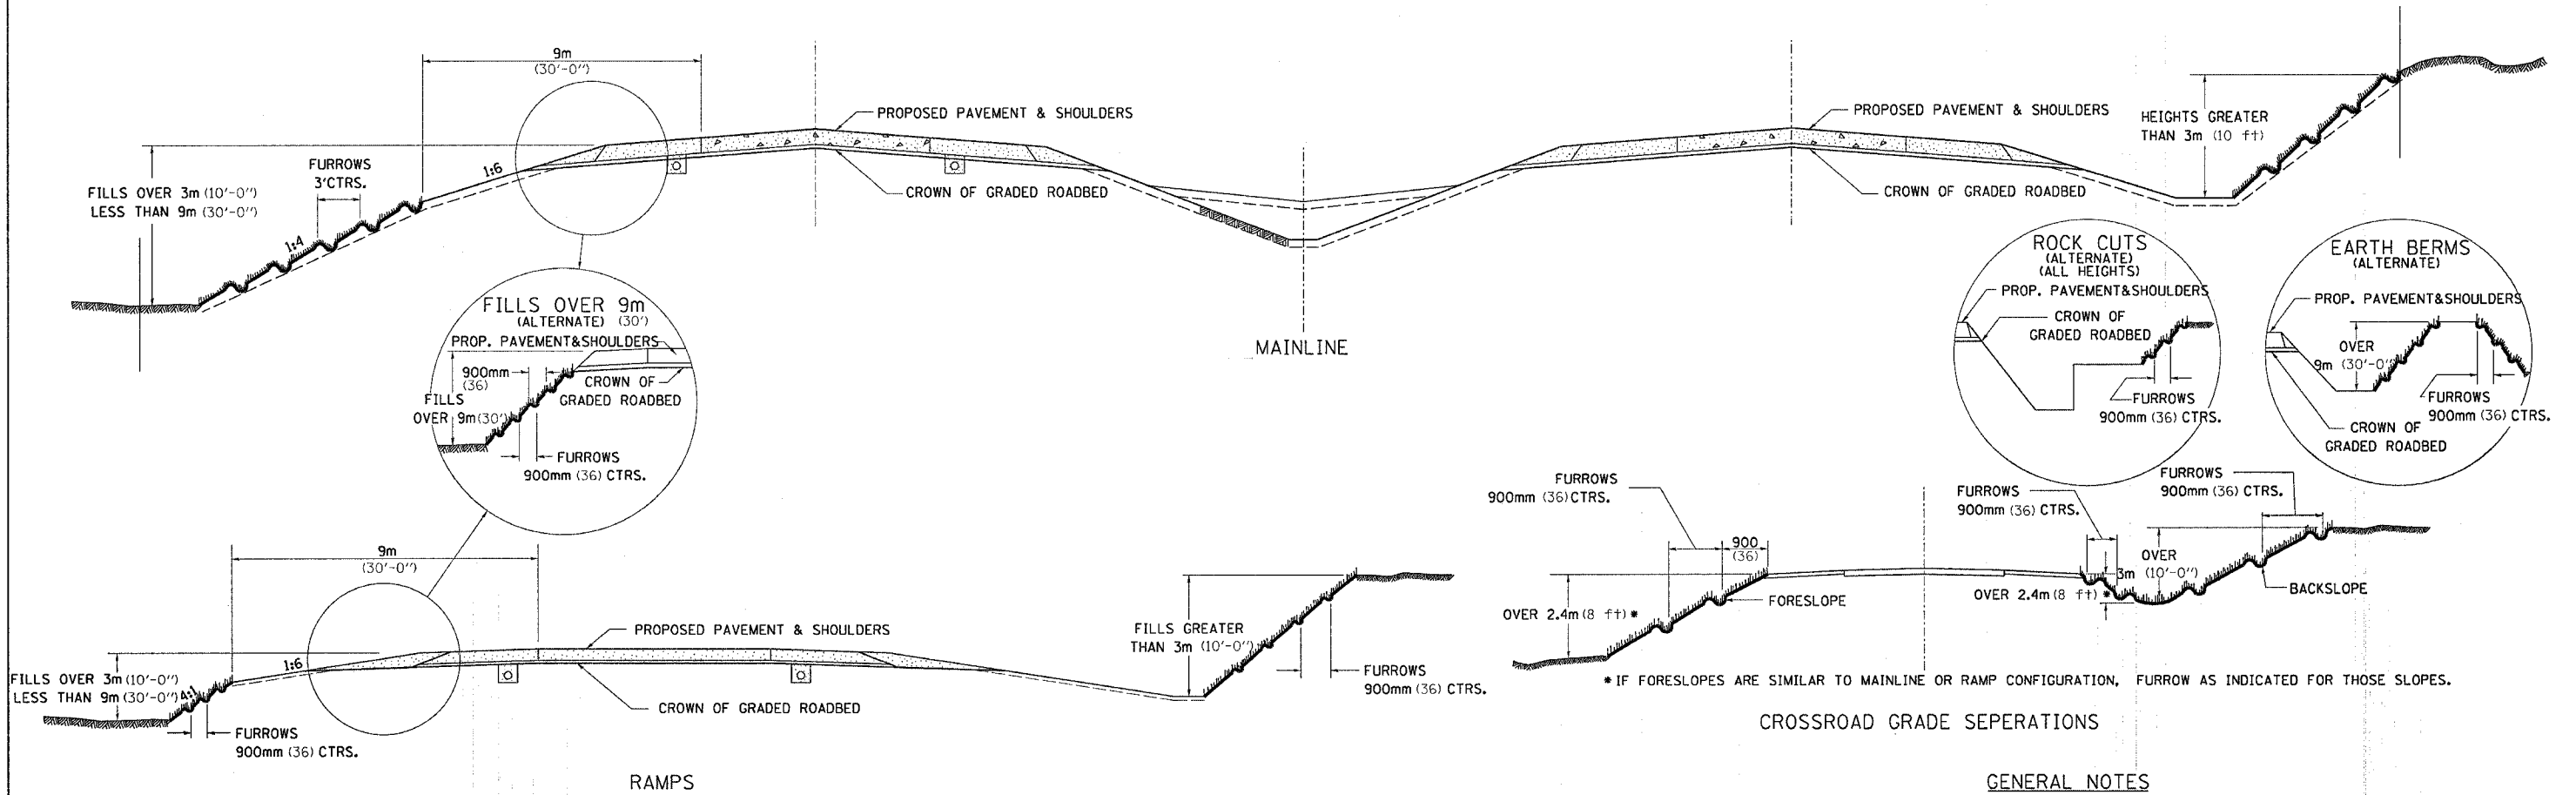 9m
(30'-0")
PROPOSED PAVEMENT & SHOULDERS
PROPOSED PAVEMENT & SHOULDERS
HEIGHTS GREATER
THAN 3m (10 ft)
FURROWS
3'CTRS.
1:6
FILLS OVER 3m (10'-0")
LESS THAN 9m (30'-0")
CROWN OF GRADED ROADBED
CROWN OF GRADED ROADBED
1:4
MAINLINE
FILLS OVER 9m
(ALTERNATE) (30')
PROP. PAVEMENT&SHOULDERS
900mm
(36)
CROWN OF
GRADED ROADBED
FILLS
OVER 9m(30')
FURROWS
900mm (36) CTRS.
ROCK CUTS
(ALTERNATE)
(ALL HEIGHTS)
PROP. PAVEMENT&SHOULDERS
CROWN OF
GRADED ROADBED
FURROWS
900mm (36) CTRS.
EARTH BERMS
(ALTERNATE)
PROP. PAVEMENT&SHOULDERS
OVER
9m (30'-0")
FURROWS
900mm (36) CTRS.
CROWN OF
GRADED ROADBED
9m
(30'-0")
PROPOSED PAVEMENT & SHOULDERS
1:6
FILLS OVER 3m (10'-0")
LESS THAN 9m (30'-0")
4:1
FURROWS
900mm (36) CTRS.
CROWN OF GRADED ROADBED
FILLS GREATER
THAN 3m (10'-0")
FURROWS
900mm (36) CTRS.
RAMPS
FURROWS
900mm (36) CTRS.
900
(36)
FURROWS
900mm (36) CTRS.
FURROWS
900mm (36) CTRS.
OVER
3m (10'-0")
OVER 2.4m (8 ft) *
FORESLOPE
OVER 2.4m (8 ft) *
BACKSLOPE
* IF FORESLOPES ARE SIMILAR TO MAINLINE OR RAMP CONFIGURATION, FURROW AS INDICATED FOR THOSE SLOPES.
CROSSROAD GRADE SEPERATIONS
GENERAL NOTES